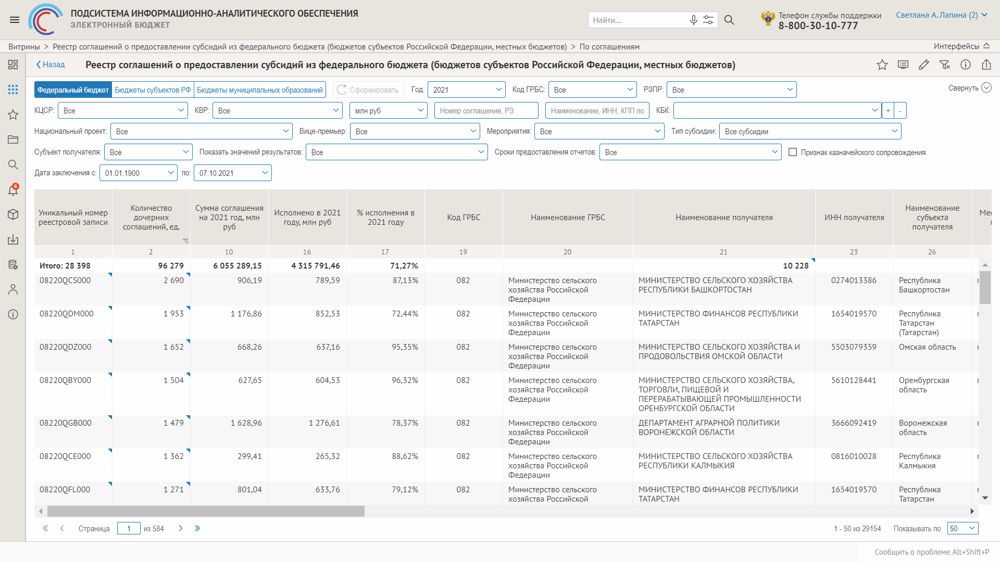 ПОДСИСТЕМА ИНФОРМАЦИОННО-АНАЛИТИЧЕСКОГО ОБЕСПЕЧЕНИЯ
ЭЛЕКТРОННЫЙ БЮДЖЕТ
Найти...
Телефон службы поддержки
8-800-30-10-777
Светлана А. Лапина (2)
Витрины > Реестр соглашений о предоставлении субсидий из федерального бюджета (бюджетов субъектов Российской Федерации, местных бюджетов) > По соглашениям
Интерфейсы
Назад
Реестр соглашений о предоставлении субсидий из федерального бюджета (бюджетов субъектов Российской Федерации, местных бюджетов)
Федеральный бюджет Бюджеты субъектов РФ Бюджеты муниципальных образований Сформировать Год: 2021 Код ГРБС: Все РЗПР: Все Свернуть
КЦСР: Все КВР: Все млн руб Номер соглашения, РЗ Наименование, ИНН, КПП по КБК: + -
Национальный проект: Все Вице-премьер: Все Мероприятия: Все Тип субсидии: Все субсидии
Субъект получателя: Все Показать значений результатов: Все Сроки предоставления отчетов: Все Признак казначейского сопровождения
6
Дата заключения с: 01.01.1900 по: 07.10.2021
Уникальный номер реестровой записи
Количество дочерних соглашений, ед.
Сумма соглашения на 2021 год, млн руб
Исполнено в 2021 году, млн руб
% исполнения в 2021 году
Код ГРБС
Наименование ГРБС
Наименование получателя
ИНН получателя
Наименование субъекта получателя
1 2 10 16 17 19 20 21 23 26
Итого: 28 398 96 279 6 055 289,15 4 315 791,46 71,27% 10 228
08220QCS000 2 690 906,19 789,59 87,13% 082 Министерство сельского МИНИСТЕРСТВО СЕЛЬСКОГО ХОЗЯЙСТВА 0274013386 Республика
хозяйства Российской РЕСПУБЛИКИ БАШКОРТОСТАН Башкортостан
Федерации
08220QDM000 1 953 1 176,86 852,53 72,44% 082 Министерство сельского МИНИСТЕРСТВО ФИНАНСОВ РЕСПУБЛИКИ 1654019570 Республика
хозяйства Российской ТАТАРСТАН Татарстан
Федерации (Татарстан)
08220QDZ000 1 652 668,26 637,16 95,35% 082 Министерство сельского МИНИСТЕРСТВО СЕЛЬСКОГО ХОЗЯЙСТВА И 5503079359 Омская область
хозяйства Российской ПРОДОВОЛЬСТВИЯ ОМСКОЙ ОБЛАСТИ
Федерации
08220QBY000 1 504 627,65 604,53 96,32% 082 Министерство сельского МИНИСТЕРСТВО СЕЛЬСКОГО ХОЗЯЙСТВА, 5610128441 Оренбургская
хозяйства Российской ТОРГОВЛИ, ПИЩЕВОЙ И область
Федерации ПЕРЕРАБАТЫВАЮЩЕЙ ПРОМЫШЛЕННОСТИ
ОРЕНБУРГСКОЙ ОБЛАСТИ
08220QGB000 1 479 1 628,96 1 276,61 78,37% 082 Министерство сельского ДЕПАРТАМЕНТ АГРАРНОЙ ПОЛИТИКИ 3666092419 Воронежская
хозяйства Российской ВОРОНЕЖСКОЙ ОБЛАСТИ область
Федерации
08220QCE000 1 362 299,41 265,32 88,62% 082 Министерство сельского МИНИСТЕРСТВО СЕЛЬСКОГО ХОЗЯЙСТВА 0816010028 Республика
хозяйства Российской РЕСПУБЛИКИ КАЛМЫКИЯ Калмыкия
Федерации
08220QFL000 1 271 801,04 633,76 79,12% 082 Министерство сельского МИНИСТЕРСТВО ФИНАНСОВ РЕСПУБЛИКИ 1654019570 Республика
хозяйства Российской ТАТАРСТАН Татарстан
Страница 1 из 584 1 - 50 из 29154 Показывать по 50
Сообщить о проблеме Alt+Shift+P